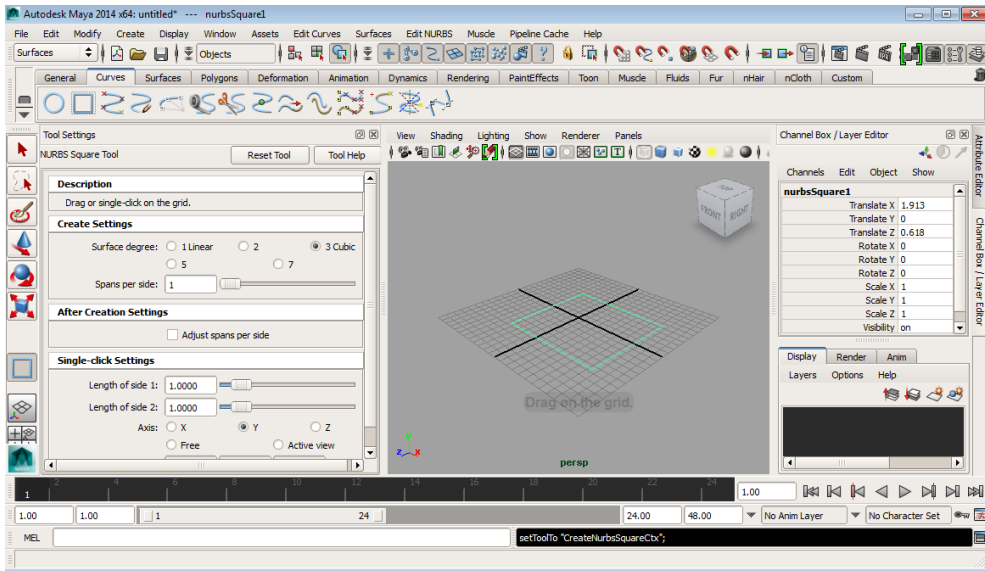 Autodesk Maya 2014 x64: untitled* --- nurbsSquare1
File Edit Modify Create Display Window Assets Edit Curves Surfaces Edit NURBS Muscle Pipeline Cache Help
Surfaces Objects
General Curves Surfaces Polygons Deformation Animation Dynamics Rendering PaintEffects Toon Muscle Fluids Fur nHair nCloth Custom
Tool Settings
NURBS Square Tool Reset Tool Tool Help
Description
Drag or single-click on the grid.
Create Settings
Surface degree: 1 Linear 2 3 Cubic
5 7
Spans per side: 1
After Creation Settings
Adjust spans per side
Single-click Settings
Length of side 1: 1.0000
Length of side 2: 1.0000
Axis: X Y Z
Free Active view
View Shading Lighting Show Renderer Panels
TOP
FRONT RIGHT
Drag on the grid.
y
z x
persp
Channel Box / Layer Editor
Channels Edit Object Show
nurbsSquare1
Translate X 1.913
Translate Y 0
Translate Z 0.618
Rotate X 0
Rotate Y 0
Rotate Z 0
Scale X 1
Scale Y 1
Scale Z 1
Visibility on
Display Render Anim
Layers Options Help
Attribute Editor
Channel Box / Layer Editor
1 2 4 6 8 10 12 14 16 18 20 22 24 1.00
1.00 1.00 1 24 24.00 48.00 No Anim Layer No Character Set
MEL setToolTo "CreateNurbsSquareCtx";